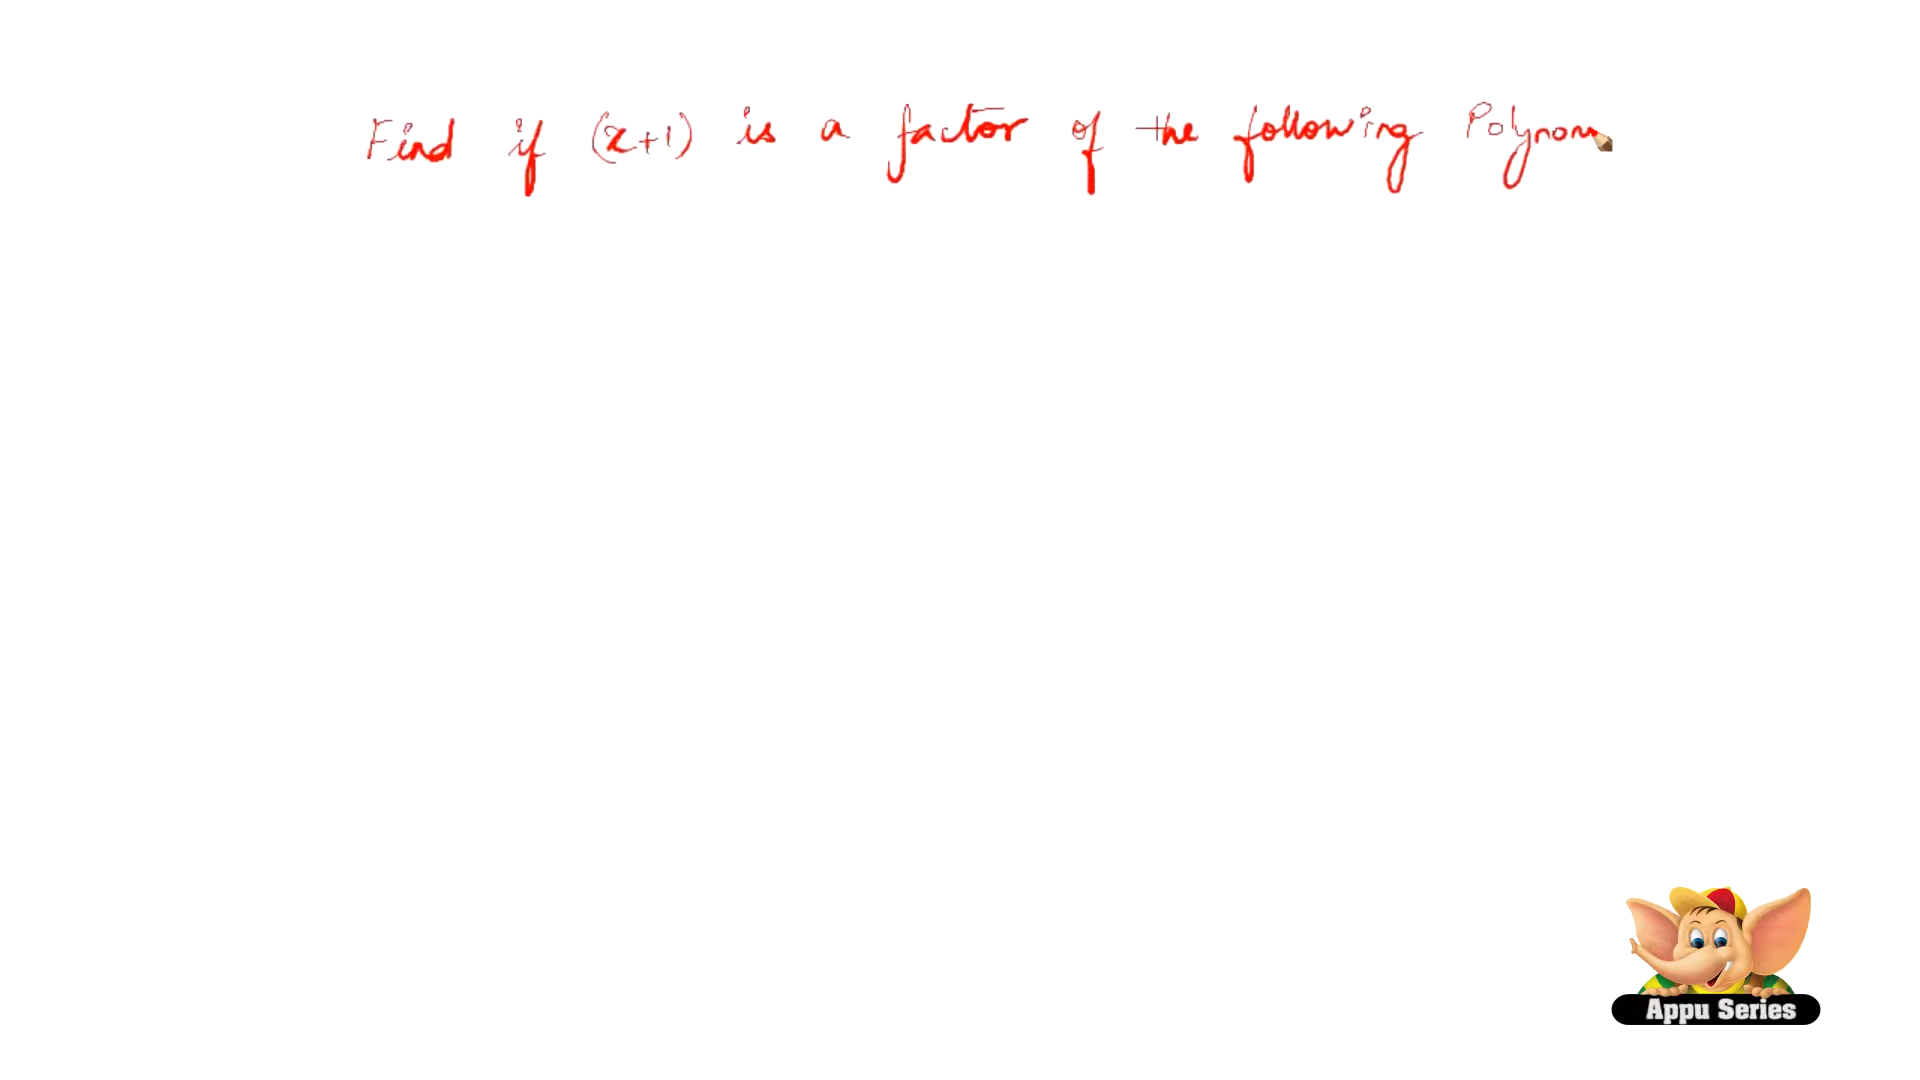 Find if (x+1) is a factor of the following Polynom
Appu Series